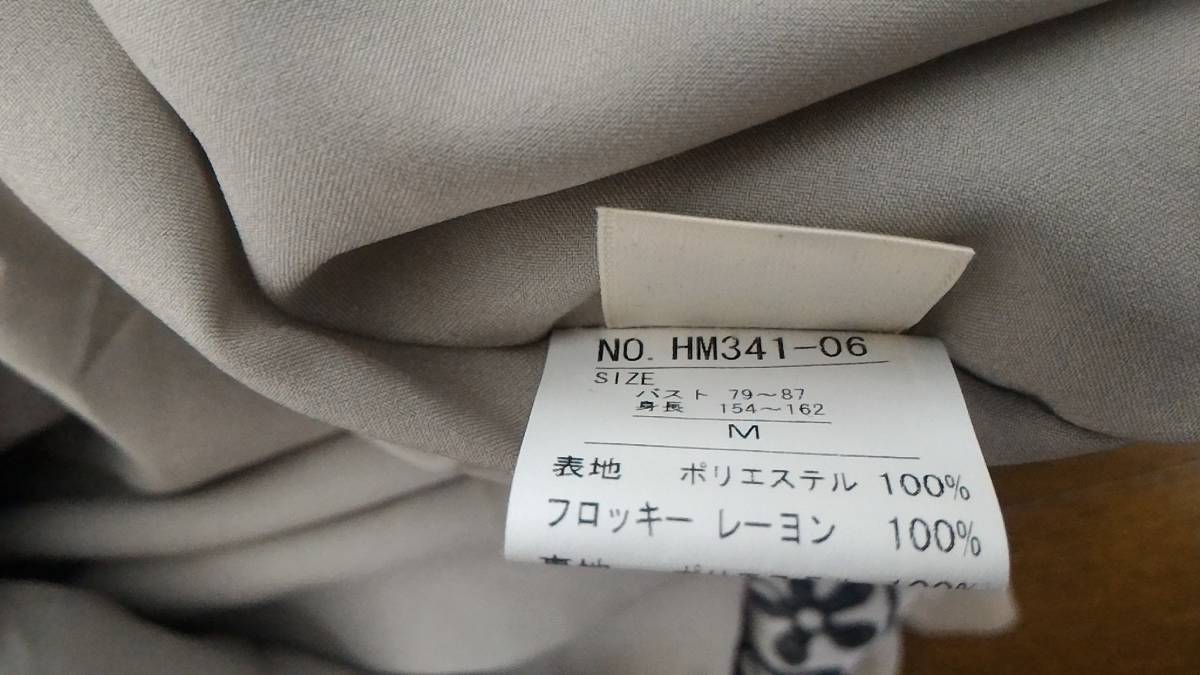 NO. HM341-06
SIZE
バスト 79～87
身長 154～162
M
表地 ポリエステル 100%
フロッキー レーヨン 100%